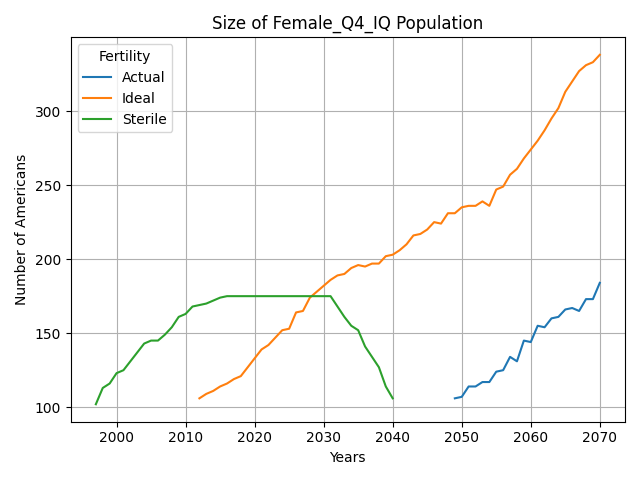 Size of Female_Q4_IQ Population
Fertility
Actual
Ideal
Sterile
Number of Americans
300
250
200
150
100
2000
2010
2020
2030
2040
2050
2060
2070
Years